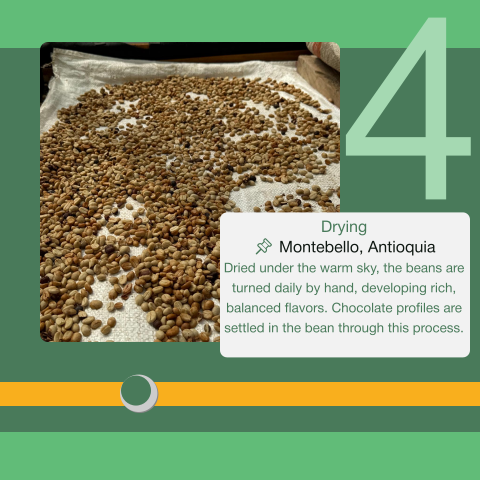 4
Drying
Montebello, Antioquia
Dried under the warm sky, the beans are
turned daily by hand, developing rich,
balanced flavors. Chocolate profiles are
settled in the bean through this process.